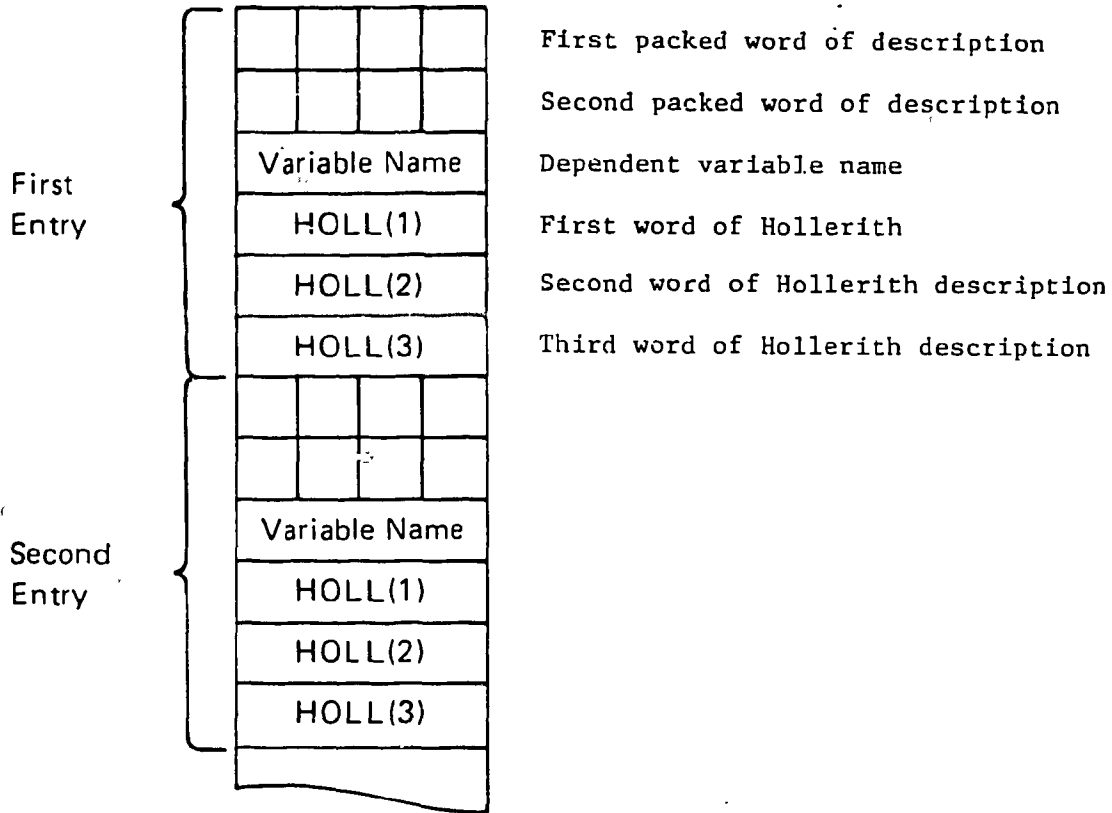 First packed word of description
Second packed word of description
Variable Name Dependent variable name
First
Entry
HOLL(1) First word of Hollerith
HOLL(2) Second word of Hollerith description
HOLL(3) Third word of Hollerith description
Variable Name
Second
Entry
HOLL(1)
HOLL(2)
HOLL(3)